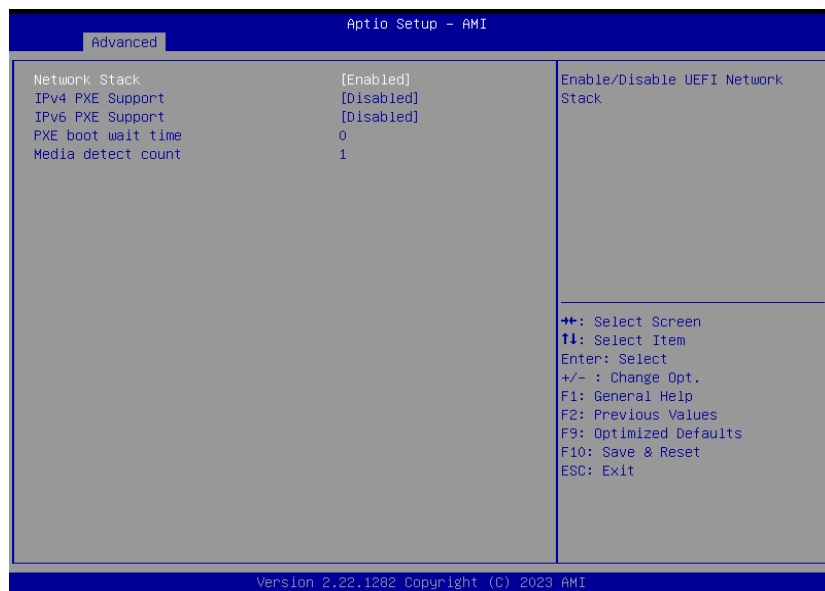 Aptio Setup – AMI
Advanced
Network Stack [Enabled]
IPv4 PXE Support [Disabled]
IPv6 PXE Support [Disabled]
PXE boot wait time 0
Media detect count 1
Enable/Disable UEFI Network
Stack
→←: Select Screen
↑↓: Select Item
Enter: Select
+/- : Change Opt.
F1: General Help
F2: Previous Values
F9: Optimized Defaults
F10: Save & Reset
ESC: Exit
Version 2.22.1282 Copyright (C) 2023 AMI